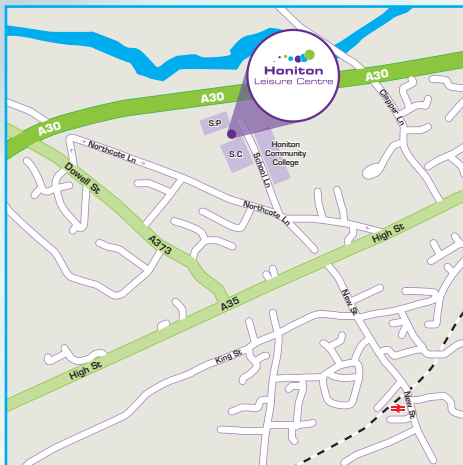 Honiton
Leisure Centre
A30
A30
A30
Clapper Ln
S.P
S.C
School Ln
Honiton
Community
College
Northcote Ln
Dowell St
Northcote Ln
A373
High St
A35
New St
King St
High St
New St